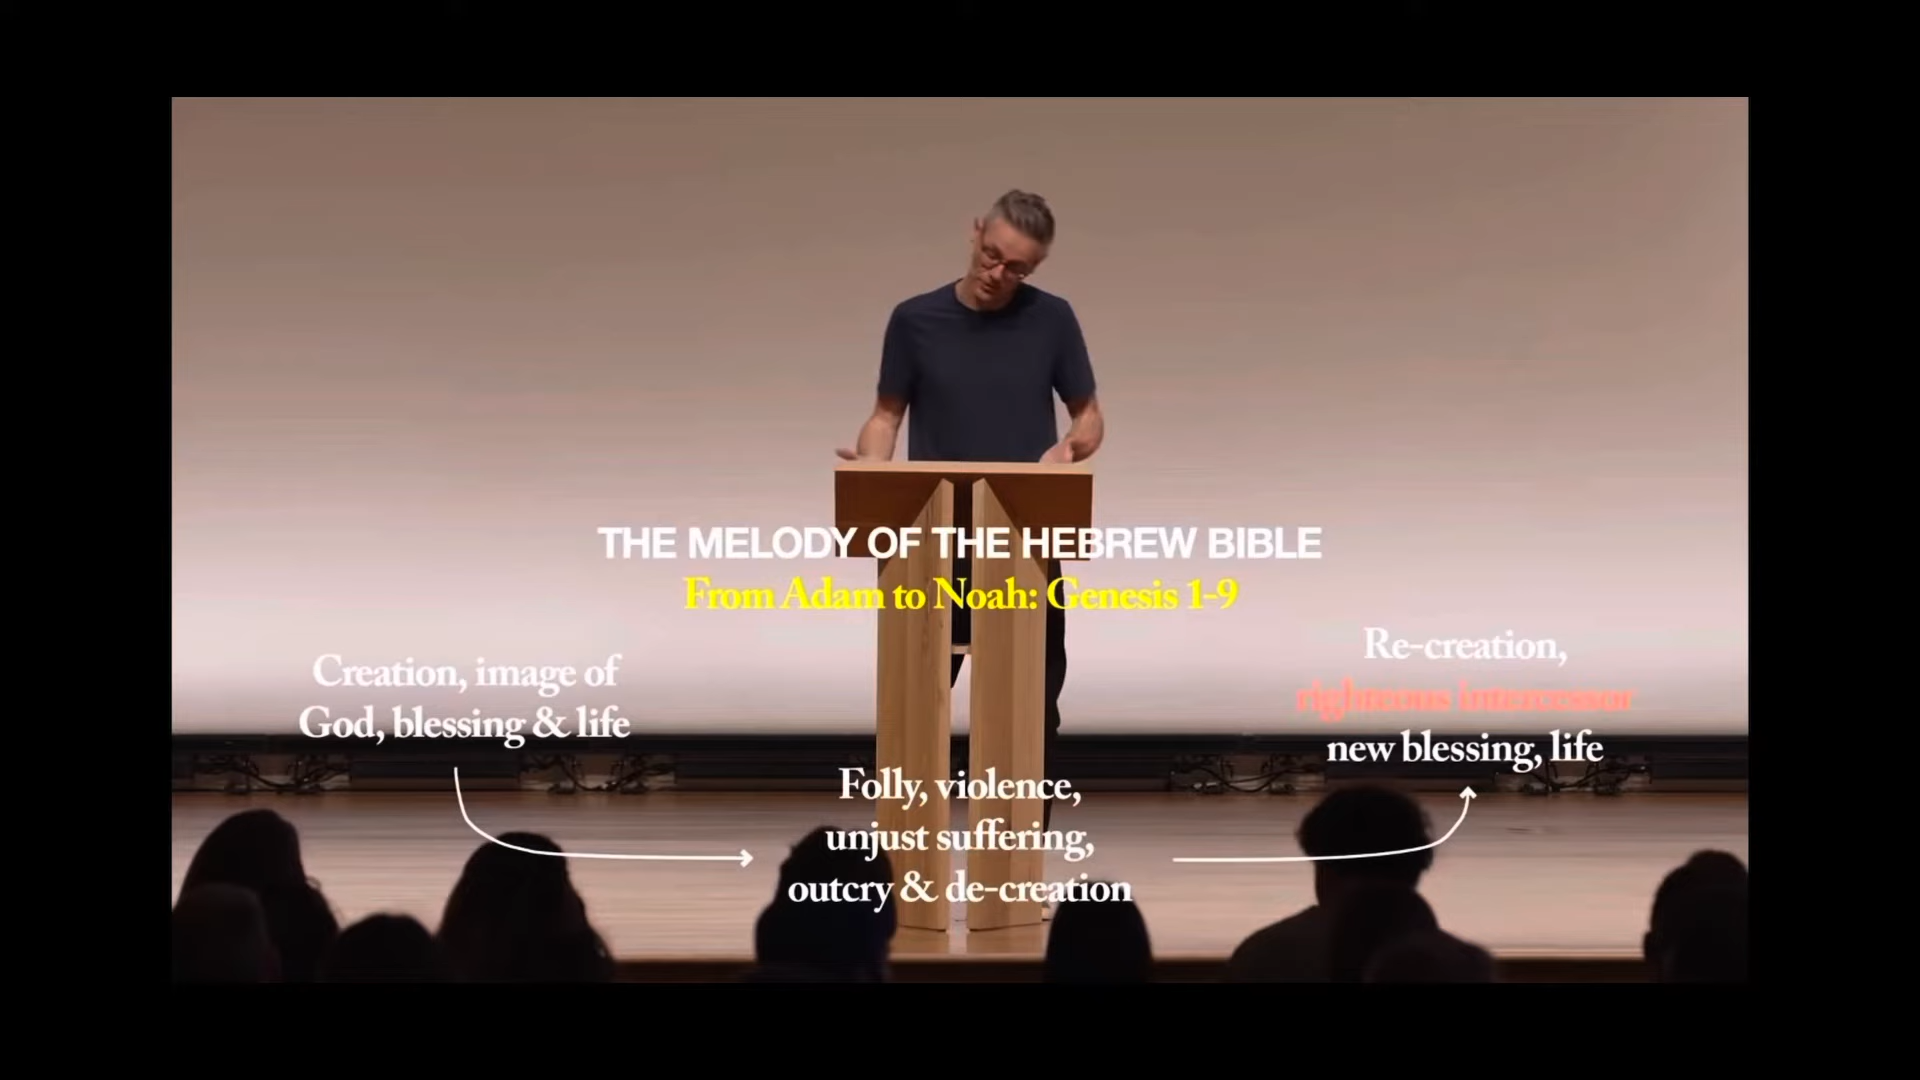 THE MELODY OF THE HEBREW BIBLE
From Adam to Noah: Genesis 1-9
Creation, image of
God, blessing & life
Folly, violence,
unjust suffering,
outcry & de-creation
Re-creation,
righteous intercessor
new blessing, life